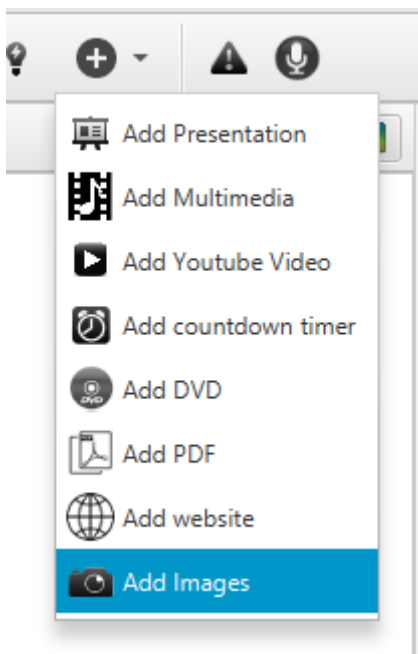 Add Presentation
Add Multimedia
Add Youtube Video
Add countdown timer
Add DVD
Add PDF
Add website
Add Images